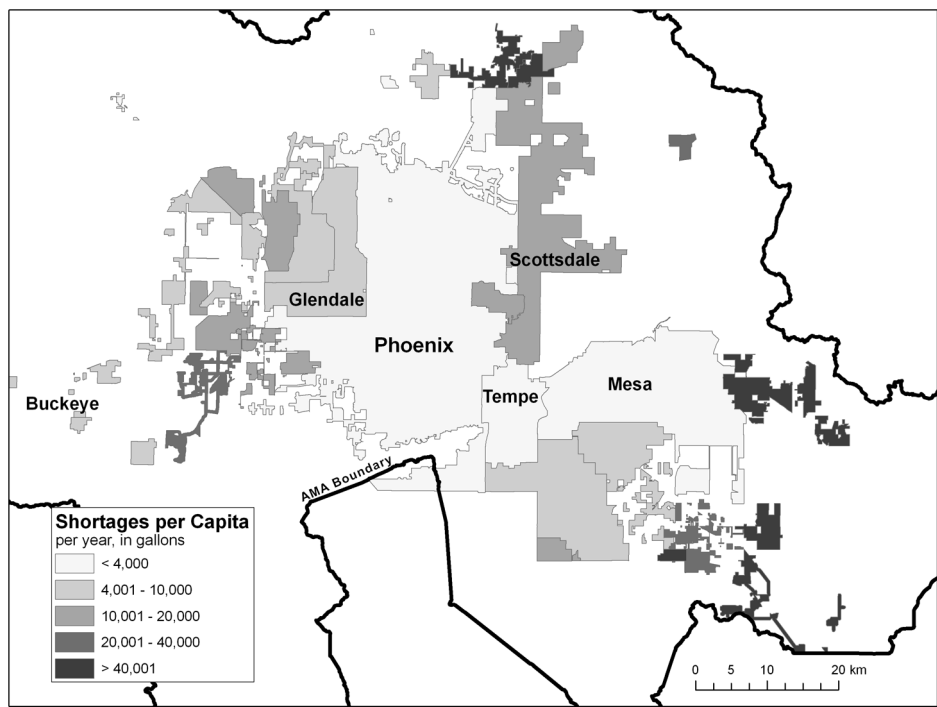 Scottsdale
Glendale
Phoenix
Tempe
Mesa
Buckeye
AMA Boundary
Shortages per Capita
per year, in gallons
< 4,000
4,001 - 10,000
10,001 - 20,000
20,001 - 40,000
> 40,001
0 5 10 20 km